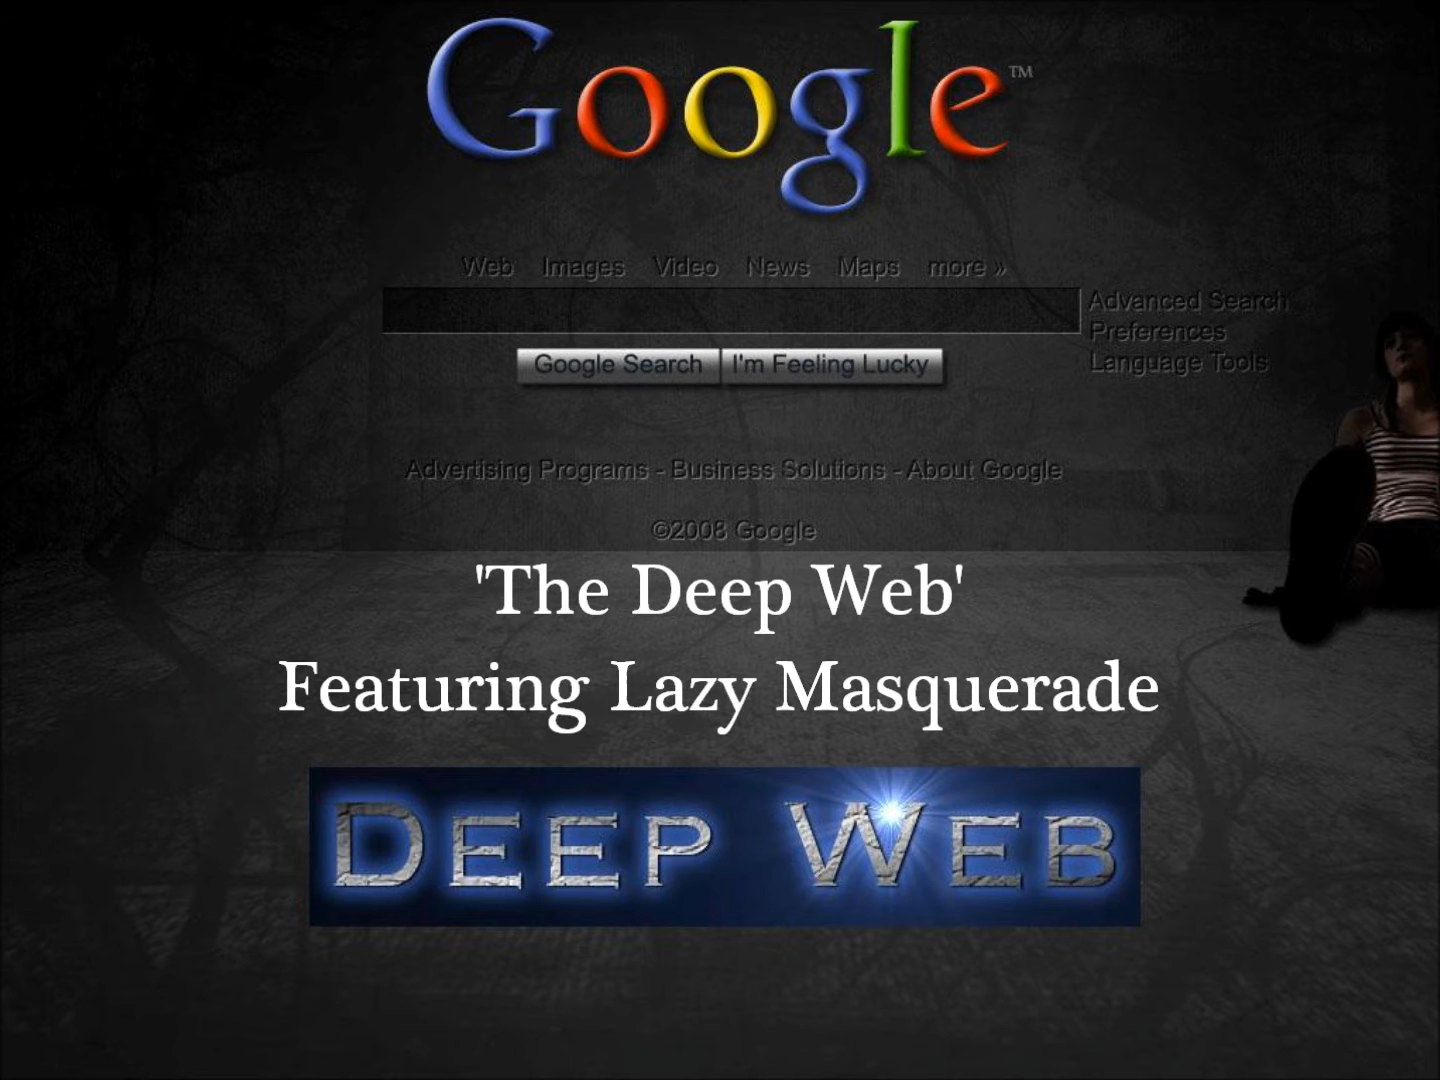 Google™
Web Images Video News Maps more »
Advanced Search
Preferences
Language Tools
Google Search I'm Feeling Lucky
Advertising Programs - Business Solutions - About Google
©2008 Google
'The Deep Web'
Featuring Lazy Masquerade
DEEP WEB